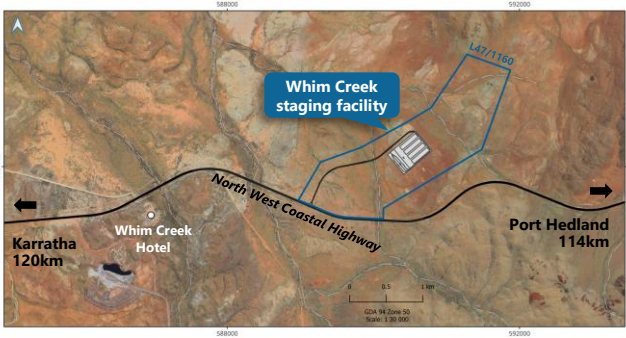 588000
592000
L47/1160
Whim Creek
staging facility
North West Coastal Highway
Whim Creek
Hotel
Karratha
120km
Port Hedland
114km
0 0.5 1 km
GDA 94 Zone 50
Scale: 1:30 000
588000
592000